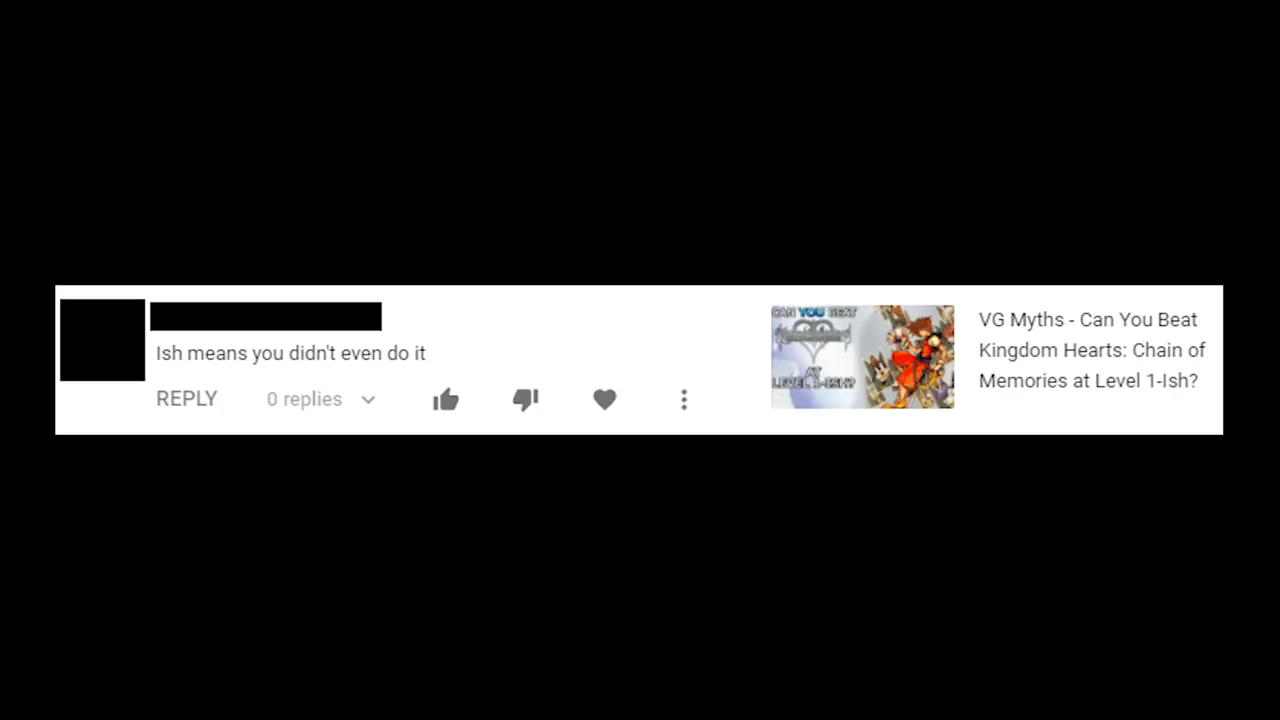 Ish means you didn't even do it
REPLY 0 replies
CAN YOU BEAT
AT
LEVEL 1-ISH?
VG Myths - Can You Beat
Kingdom Hearts: Chain of
Memories at Level 1-Ish?